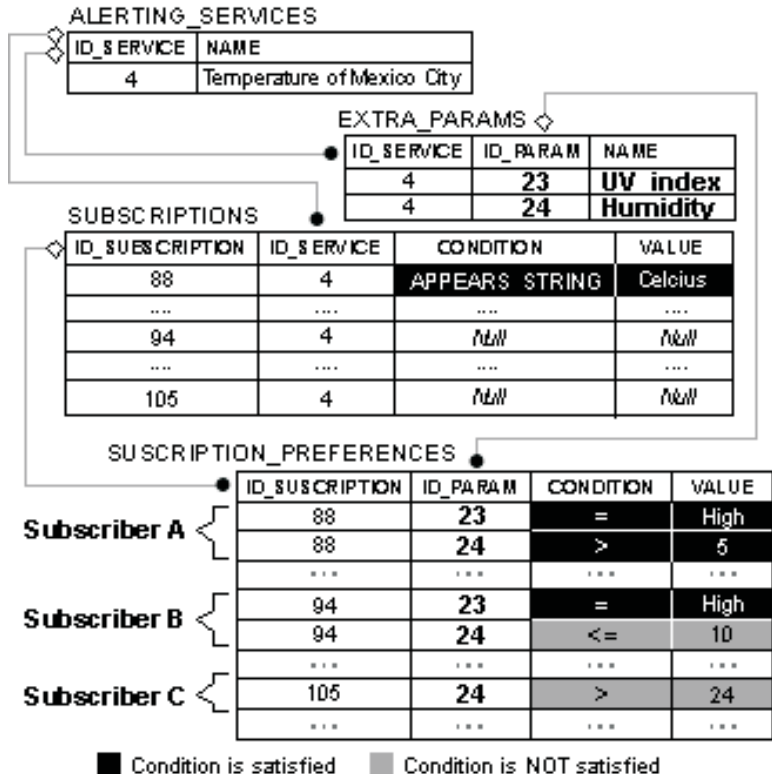 ALERTING_SERVICES
ID_SERVICE NAME
4 Temperature of Mexico City
EXTRA_PARAMS
ID_SERVICE ID_PARAM NAME
4 23 UV index
4 24 Humidity
SUBSCRIPTIONS
ID_SUBSCRIPTION ID_SERVICE CONDITION VALUE
88 4 APPEARS STRING Celcius
.... .... .... ....
94 4 Null Null
.... .... .... ....
105 4 Null Null
SUSCRIPTION_PREFERENCES
ID_SUSCRIPTION ID_PARAM CONDITION VALUE
Subscriber A
88 23 = High
88 24 > 5
... ... ... ...
Subscriber B
94 23 = High
94 24 <= 10
... ... ... ...
Subscriber C
105 24 > 24
... ... ... ...
Condition is satisfied Condition is NOT satisfied